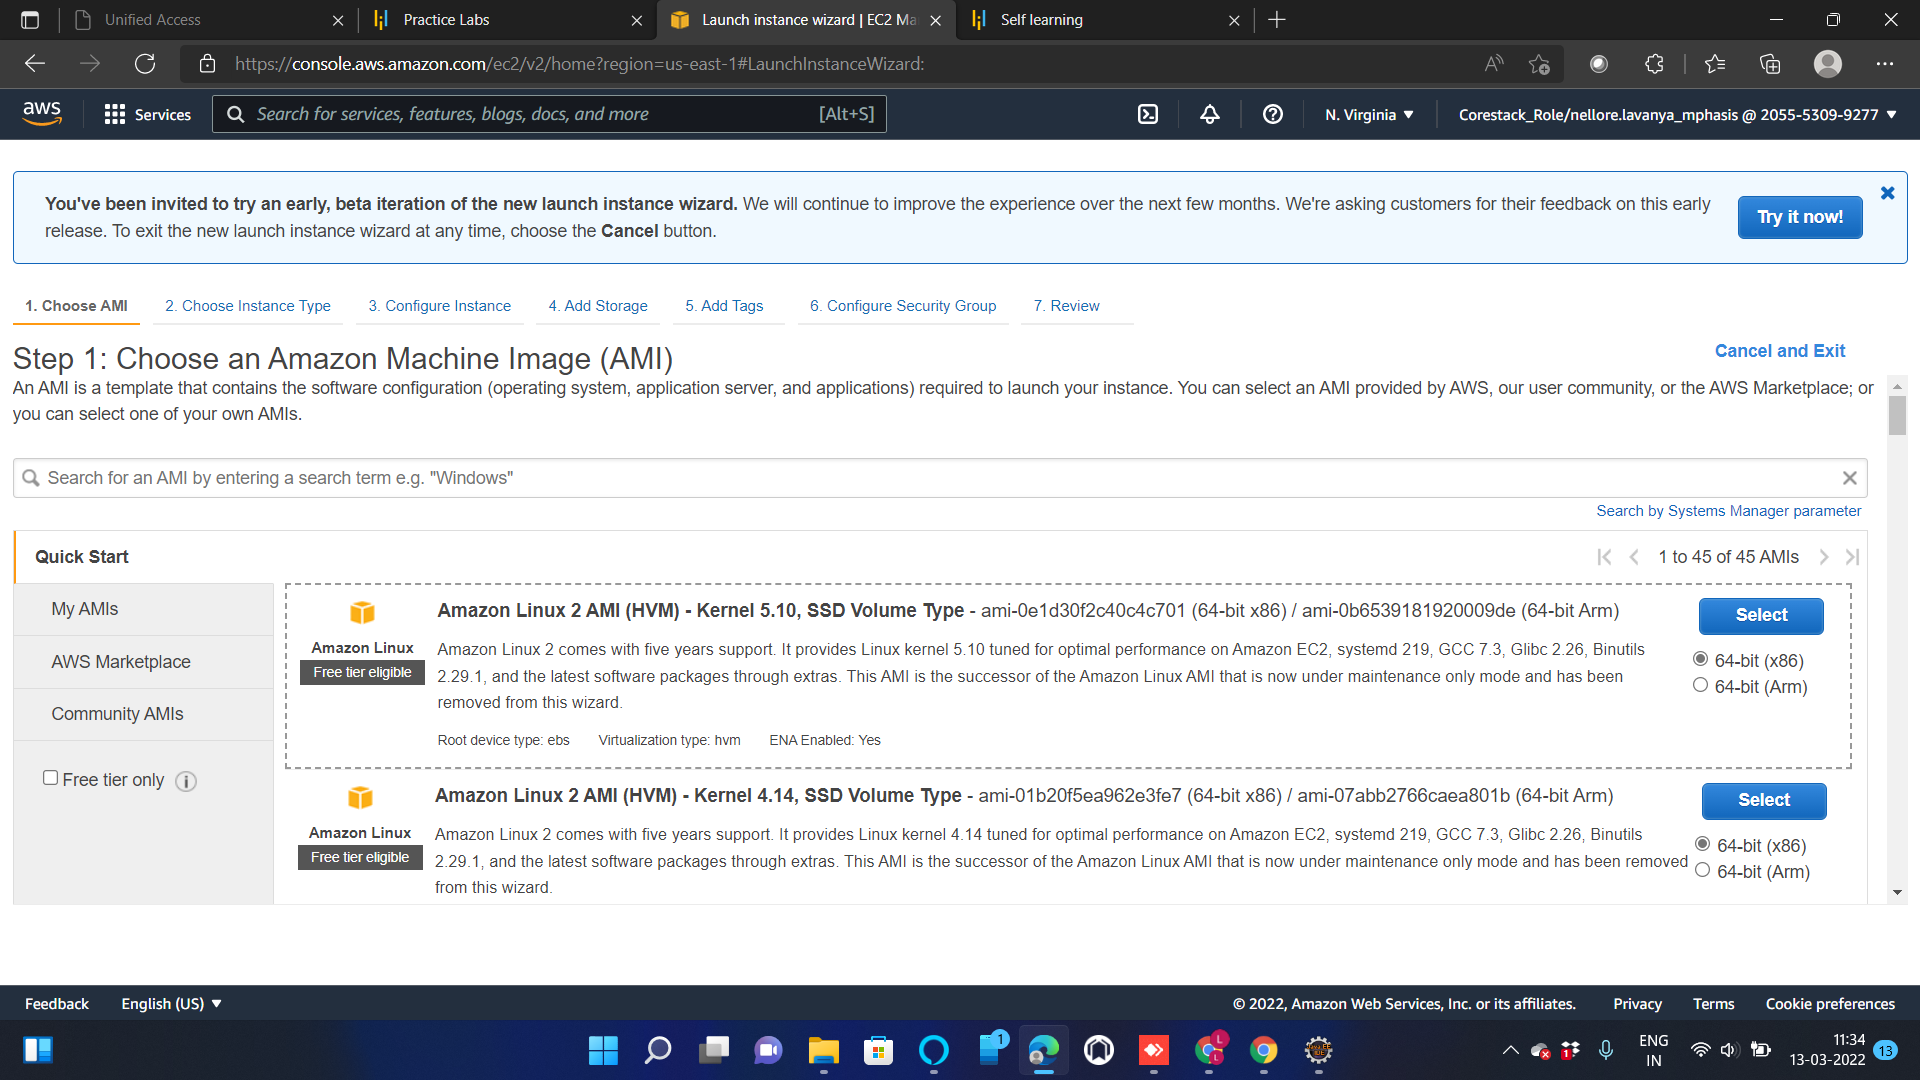 Unified Access
Practice Labs
Launch instance wizard | EC2 Ma
Self learning
https://console.aws.amazon.com/ec2/v2/home?region=us-east-1#LaunchInstanceWizard:
aws
Services
Search for services, features, blogs, docs, and more
[Alt+S]
N. Virginia
Corestack_Role/nellore.lavanya_mphasis @ 2055-5309-9277
You've been invited to try an early, beta iteration of the new launch instance wizard. We will continue to improve the experience over the next few months. We're asking customers for their feedback on this early
release. To exit the new launch instance wizard at any time, choose the Cancel button.
Try it now!
1. Choose AMI
2. Choose Instance Type
3. Configure Instance
4. Add Storage
5. Add Tags
6. Configure Security Group
7. Review
Step 1: Choose an Amazon Machine Image (AMI)
Cancel and Exit
An AMI is a template that contains the software configuration (operating system, application server, and applications) required to launch your instance. You can select an AMI provided by AWS, our user community, or the AWS Marketplace; or
you can select one of your own AMIs.
Search for an AMI by entering a search term e.g. "Windows"
Search by Systems Manager parameter
Quick Start
1 to 45 of 45 AMIs
My AMIs
AWS Marketplace
Community AMIs
Free tier only
Amazon Linux
Free tier eligible
Amazon Linux 2 AMI (HVM) - Kernel 5.10, SSD Volume Type - ami-0e1d30f2c40c4c701 (64-bit x86) / ami-0b6539181920009de (64-bit Arm)
Amazon Linux 2 comes with five years support. It provides Linux kernel 5.10 tuned for optimal performance on Amazon EC2, systemd 219, GCC 7.3, Glibc 2.26, Binutils
2.29.1, and the latest software packages through extras. This AMI is the successor of the Amazon Linux AMI that is now under maintenance only mode and has been
removed from this wizard.
Root device type: ebs
Virtualization type: hvm
ENA Enabled: Yes
Select
64-bit (x86)
64-bit (Arm)
Amazon Linux
Free tier eligible
Amazon Linux 2 AMI (HVM) - Kernel 4.14, SSD Volume Type - ami-01b20f5ea962e3fe7 (64-bit x86) / ami-07abb2766caea801b (64-bit Arm)
Amazon Linux 2 comes with five years support. It provides Linux kernel 4.14 tuned for optimal performance on Amazon EC2, systemd 219, GCC 7.3, Glibc 2.26, Binutils
2.29.1, and the latest software packages through extras. This AMI is the successor of the Amazon Linux AMI that is now under maintenance only mode and has been removed
from this wizard.
Select
64-bit (x86)
64-bit (Arm)
Feedback
English (US)
© 2022, Amazon Web Services, Inc. or its affiliates.
Privacy
Terms
Cookie preferences
1
L
L
1
ENG
IN
11:34
13-03-2022
13